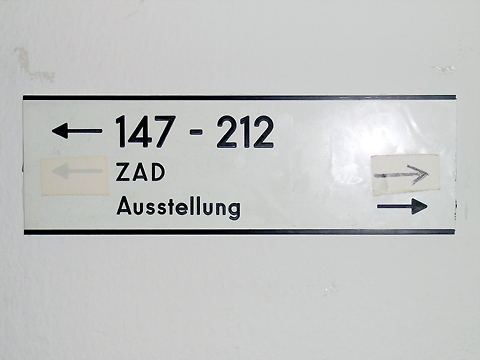 ← 147 - 212
ZAD →
Ausstellung →